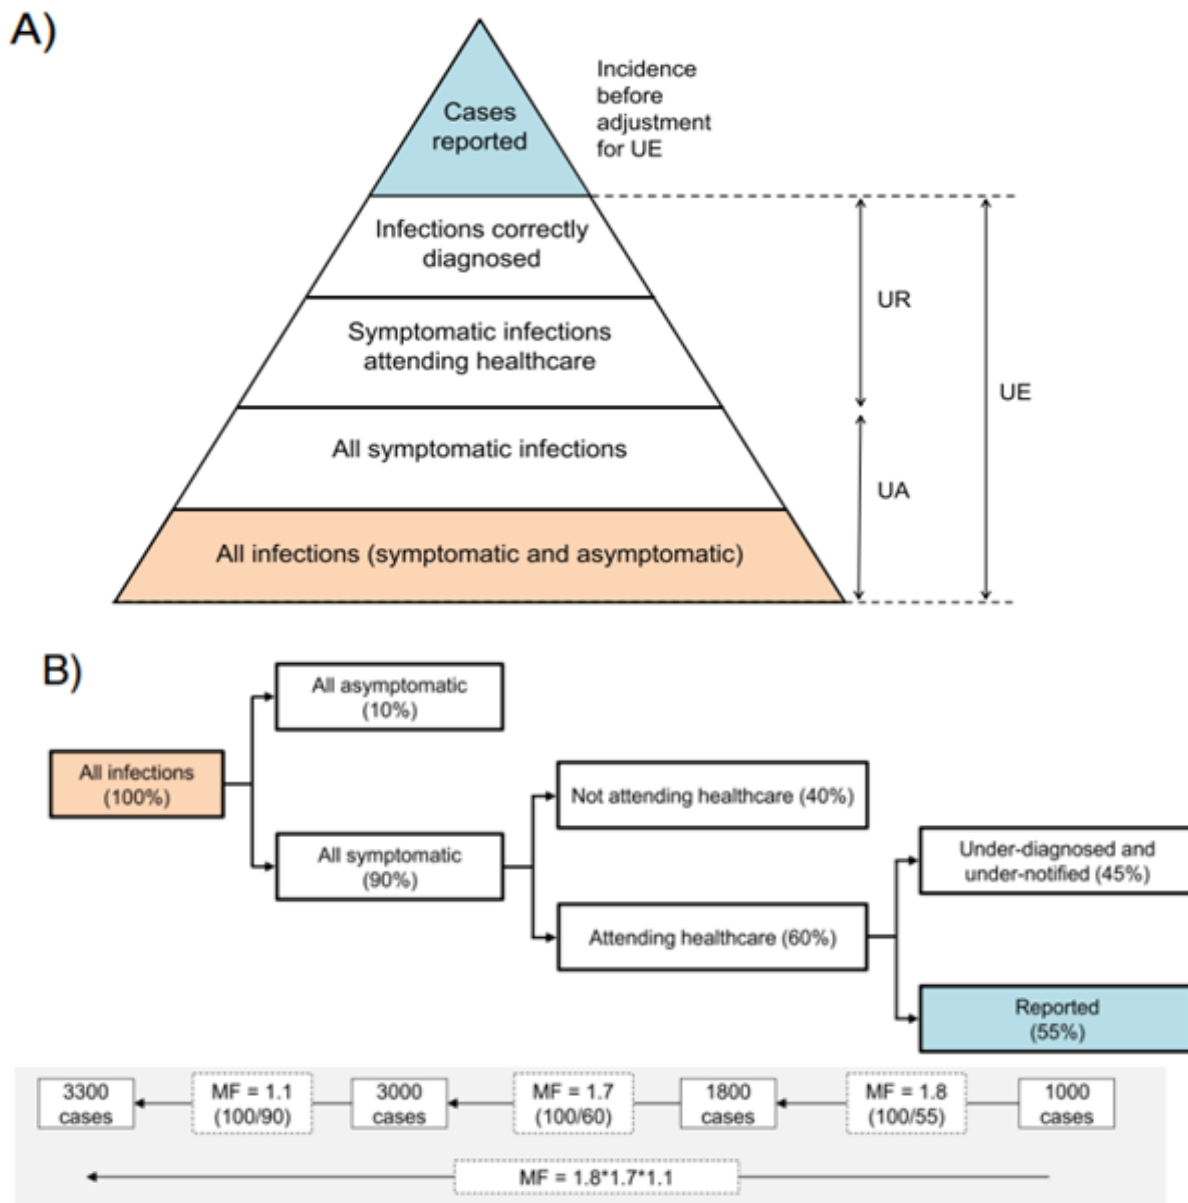 A)
Cases
reported
Incidence
before
adjustment
for UE
Infections correctly
diagnosed
UR
Symptomatic infections
attending healthcare
UE
All symptomatic infections
UA
All infections (symptomatic and asymptomatic)
B)
All asymptomatic
(10%)
All infections
(100%)
Not attending healthcare (40%)
All symptomatic
(90%)
Under-diagnosed and
under-notified (45%)
Attending healthcare (60%)
Reported
(55%)
3300
cases
MF = 1.1
(100/90)
3000
cases
MF = 1.7
(100/60)
1800
cases
MF = 1.8
(100/55)
1000
cases
MF = 1.8*1.7*1.1